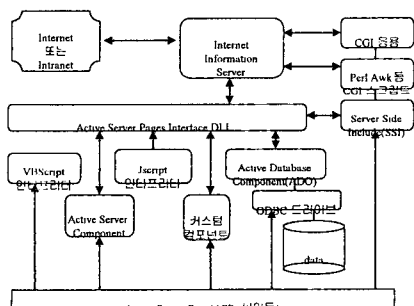 Internet
또는
Intranet
Internet
Information
Server
CGI 응용
Perl Awk 등
CGI 스크립트
Active Server Pages Interface DLL
Server Side
Include(SSI)
VBScript
인터프리터
Jscript
인터프리터
Active Database
Component(ADO)
Active Server
Component
커스텀
컴포넌트
ODBC 드라이브
data